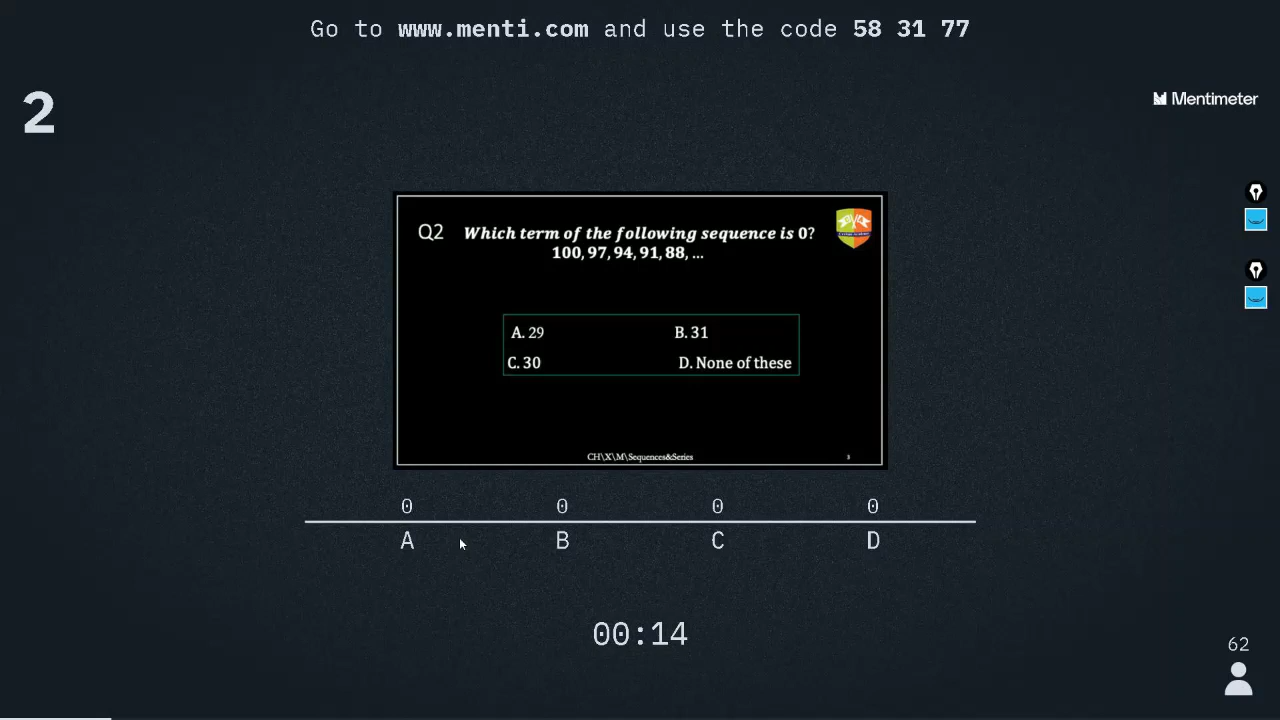 Go to www.menti.com and use the code 58 31 77
2
Mentimeter
Q2 Which term of the following sequence is 0?
100, 97, 94, 91, 88, ...
A. 29 B. 31
C. 30 D. None of these
CH\X\M\Sequences&Series 3
0 0 0 0
A B C D
00:14
62